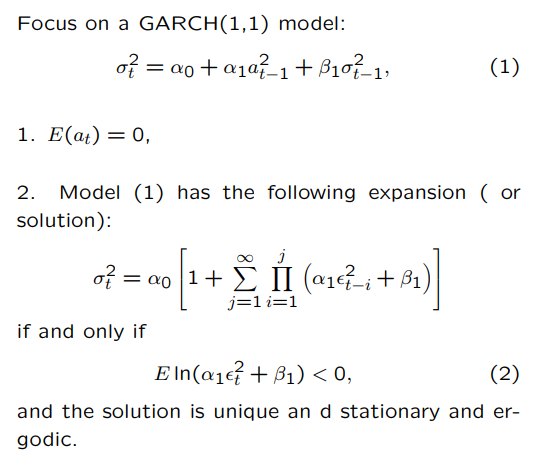 Focus on a GARCH(1,1) model:
σ_t^2 = α_0 + α_1 a_{t−1}^2 + β_1 σ_{t−1}^2, (1)
1. E(a_t) = 0,
2. Model (1) has the following expansion ( or
solution):
σ_t^2 = α_0 [1 + ∑_{j=1}^{∞} ∏_{i=1}^{j} (α_1 ϵ_{t−i}^2 + β_1)]
if and only if
E ln(α_1 ϵ_t^2 + β_1) < 0, (2)
and the solution is unique an d stationary and er-
godic.